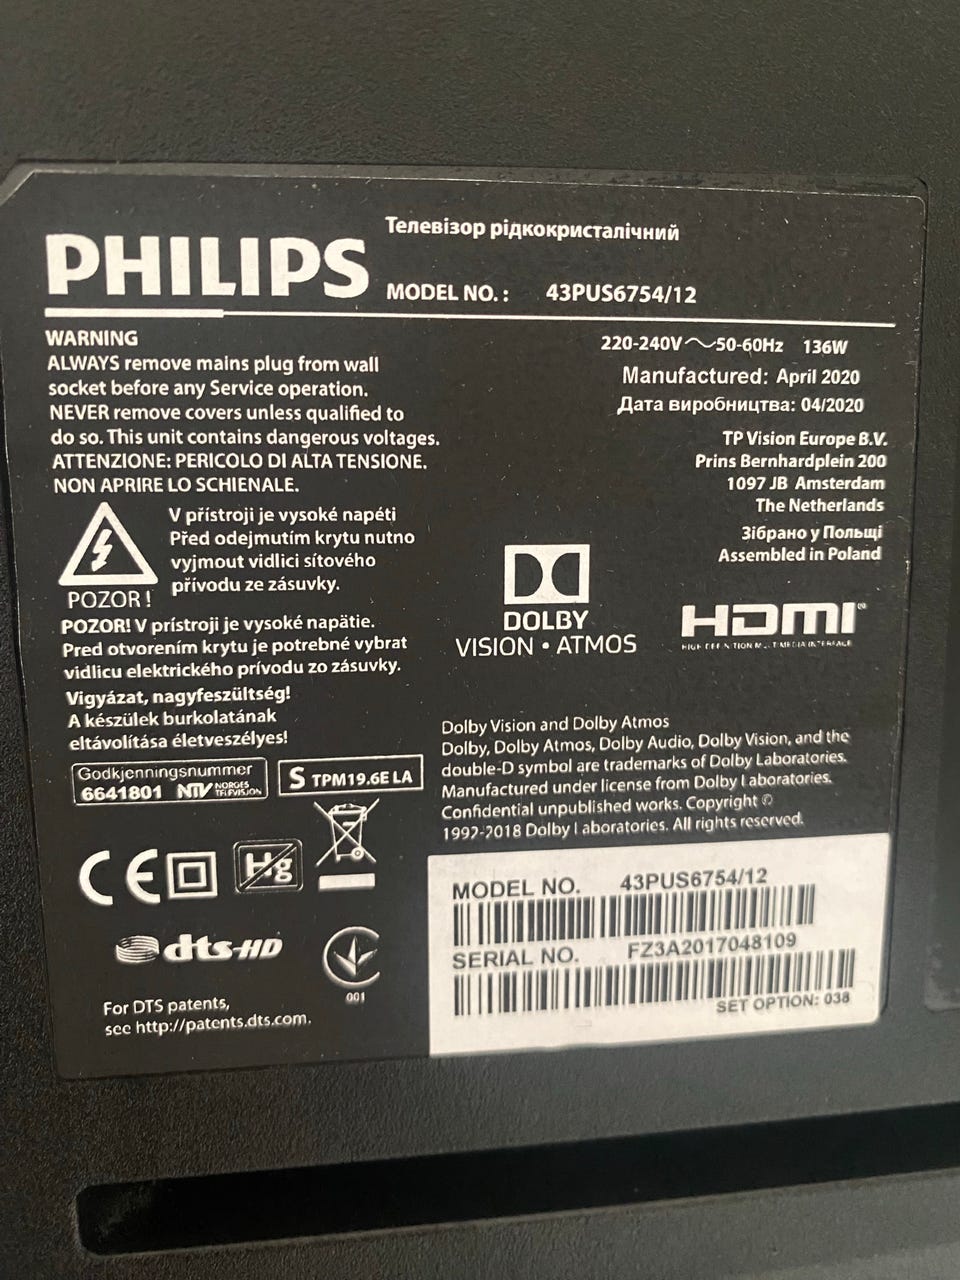 Телевізор рідкокристалічний
PHILIPS
MODEL NO. : 43PUS6754/12
WARNING
ALWAYS remove mains plug from wall
socket before any Service operation.
NEVER remove covers unless qualified to
do so. This unit contains dangerous voltages.
ATTENZIONE: PERICOLO DI ALTA TENSIONE.
NON APRIRE LO SCHIENALE.
V přístroji je vysoké napětí
Před odejmutím krytu nutno
vyjmout vidlici síťového
přívodu ze zásuvky.
POZOR !
POZOR! V prístroji je vysoké napätie.
Pred otvorením krytu je potrebné vybrat
vidlicu elektrického prívodu zo zásuvky.
Vigyázat, nagyfeszültség!
A készülek burkolatának
eltávolítása életveszélyes!
220-240V ~ 50-60Hz 136W
Manufactured: April 2020
Дата виробництва: 04/2020
TP Vision Europe B.V.
Prins Bernhardplein 200
1097 JB Amsterdam
The Netherlands
Зібрано у Польщі
Assembled in Poland
DOLBY
VISION • ATMOS
HDMI®
HIGH-DEFINITION MULTIMEDIA INTERFACE
Dolby Vision and Dolby Atmos
Dolby, Dolby Atmos, Dolby Audio, Dolby Vision, and the
double-D symbol are trademarks of Dolby Laboratories.
Manufactured under license from Dolby Laboratories.
Confidential unpublished works. Copyright ©
1992-2018 Dolby Laboratories. All rights reserved.
Godkjenningsnummer
6641801 NTV NORGES TELEVISJON
S TPM19.6E LA
CE
Hg
dts-HD
001
For DTS patents,
see http://patents.dts.com.
MODEL NO. 43PUS6754/12
SERIAL NO. FZ3A2017048109
SET OPTION: 038